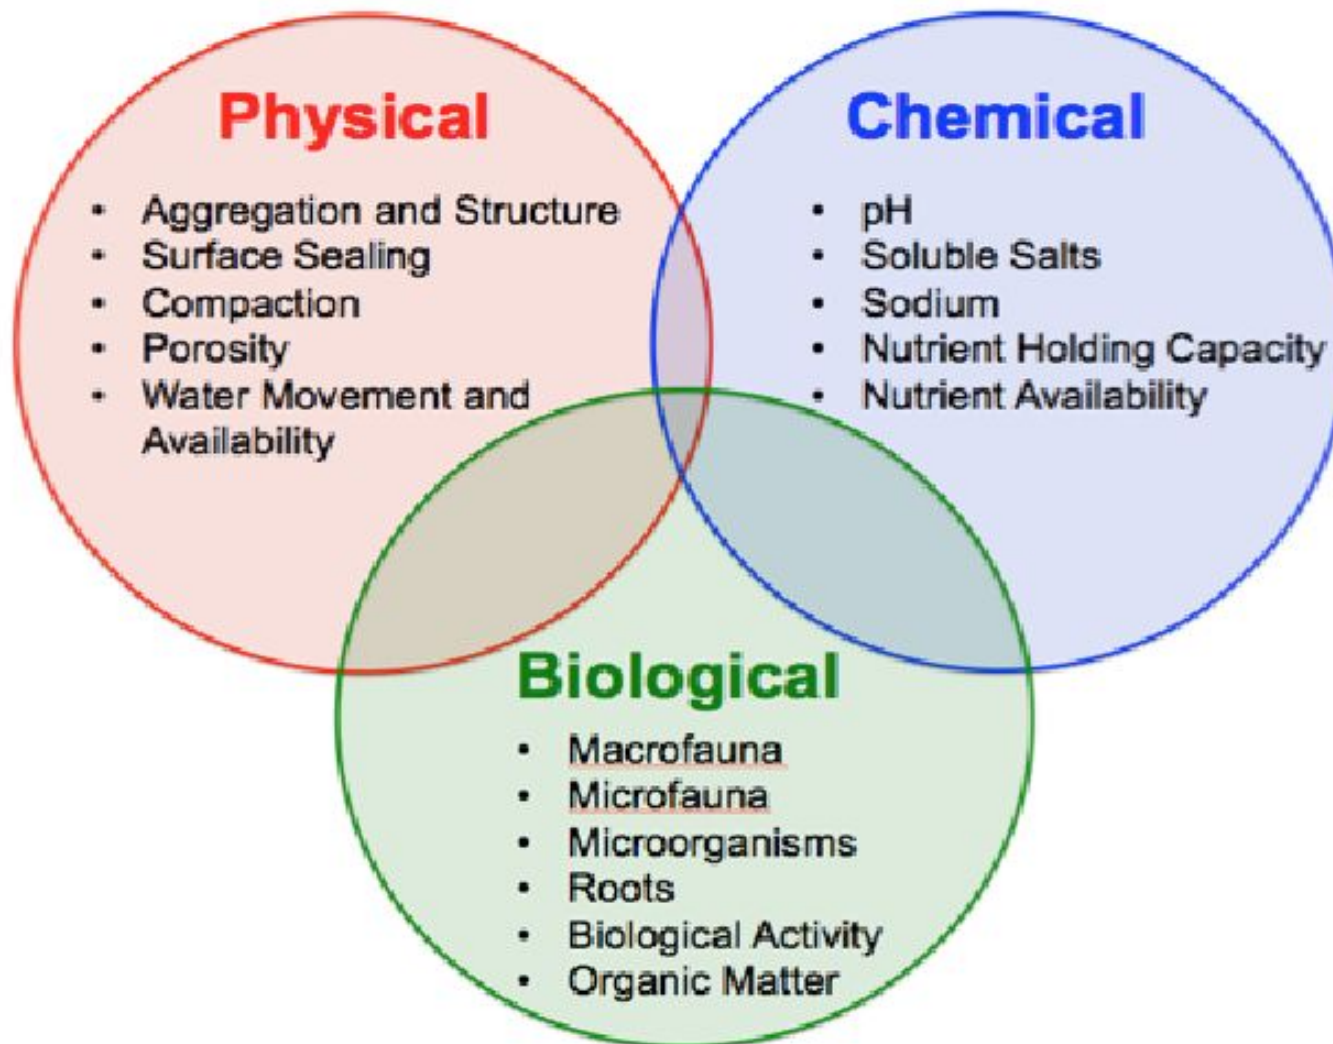 Physical
• Aggregation and Structure
• Surface Sealing
• Compaction
• Porosity
• Water Movement and
Availability
Chemical
• pH
• Soluble Salts
• Sodium
• Nutrient Holding Capacity
• Nutrient Availability
Biological
• Macrofauna
• Microfauna
• Microorganisms
• Roots
• Biological Activity
• Organic Matter